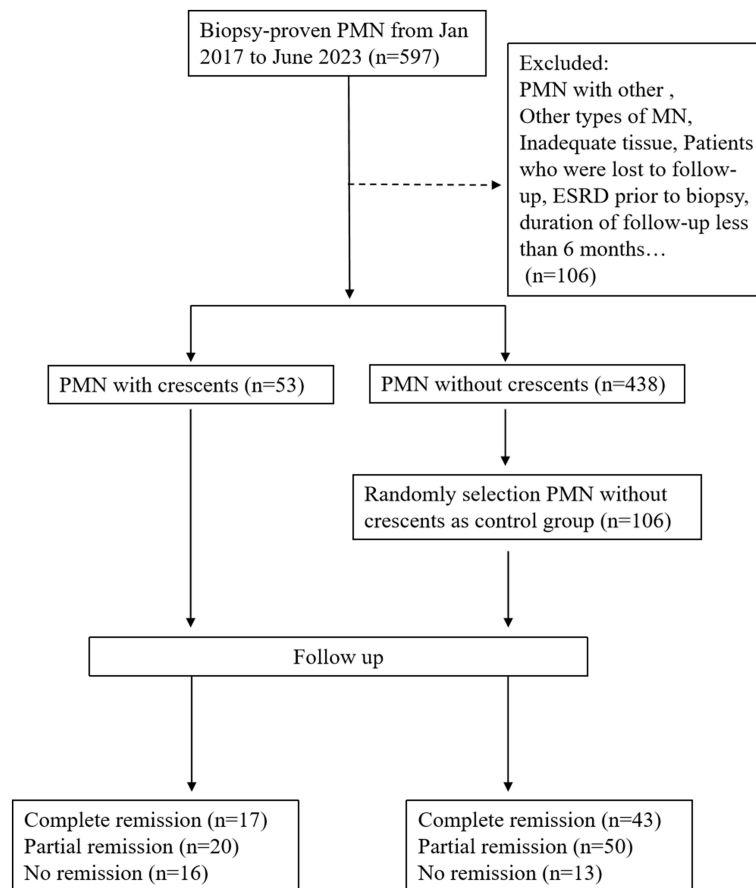 Biopsy-proven PMN from Jan
2017 to June 2023 (n=597)
Excluded:
PMN with other ,
Other types of MN,
Inadequate tissue, Patients
who were lost to follow-
up, ESRD prior to biopsy,
duration of follow-up less
than 6 months…
(n=106)
PMN with crescents (n=53)
PMN without crescents (n=438)
Randomly selection PMN without
crescents as control group (n=106)
Follow up
Complete remission (n=17)
Partial remission (n=20)
No remission (n=16)
Complete remission (n=43)
Partial remission (n=50)
No remission (n=13)